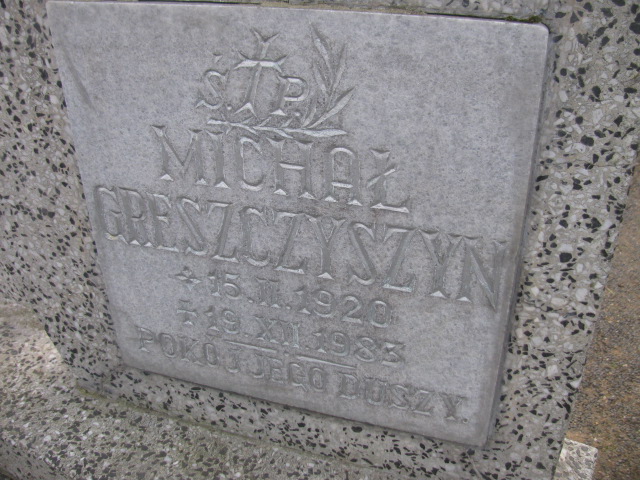 Ś. P.
MICHAŁ
GRESZCZYSZYN
* 15.II.1920
✝ 19.XII.1983
POKÓJ JEGO DUSZY.